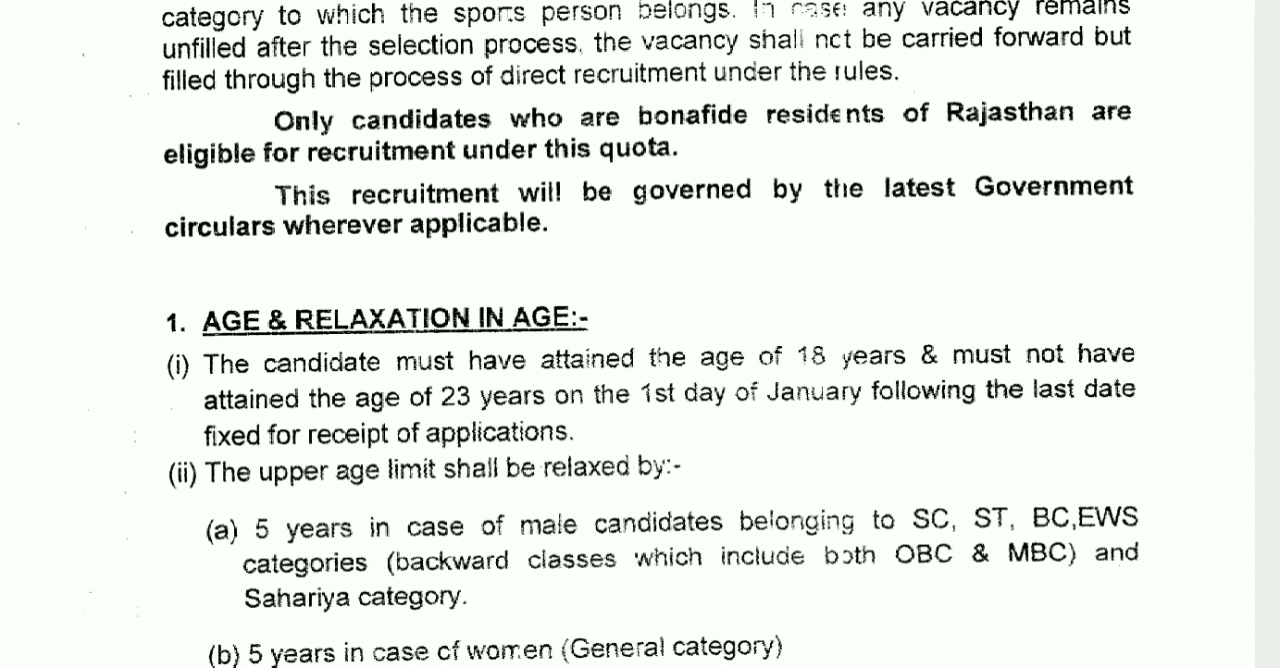 category to which the sports person belongs. In case any vacancy remains
unfilled after the selection process, the vacancy shall not be carried forward but
filled through the process of direct recruitment under the rules.
Only candidates who are bonafide residents of Rajasthan are
eligible for recruitment under this quota.
This recruitment will be governed by the latest Government
circulars wherever applicable.
1. AGE & RELAXATION IN AGE:-
(i) The candidate must have attained the age of 18 years & must not have
attained the age of 23 years on the 1st day of January following the last date
fixed for receipt of applications.
(ii) The upper age limit shall be relaxed by:-
(a) 5 years in case of male candidates belonging to SC, ST, BC,EWS
categories (backward classes which include both OBC & MBC) and
Sahariya category.
(b) 5 years in case of women (General category)